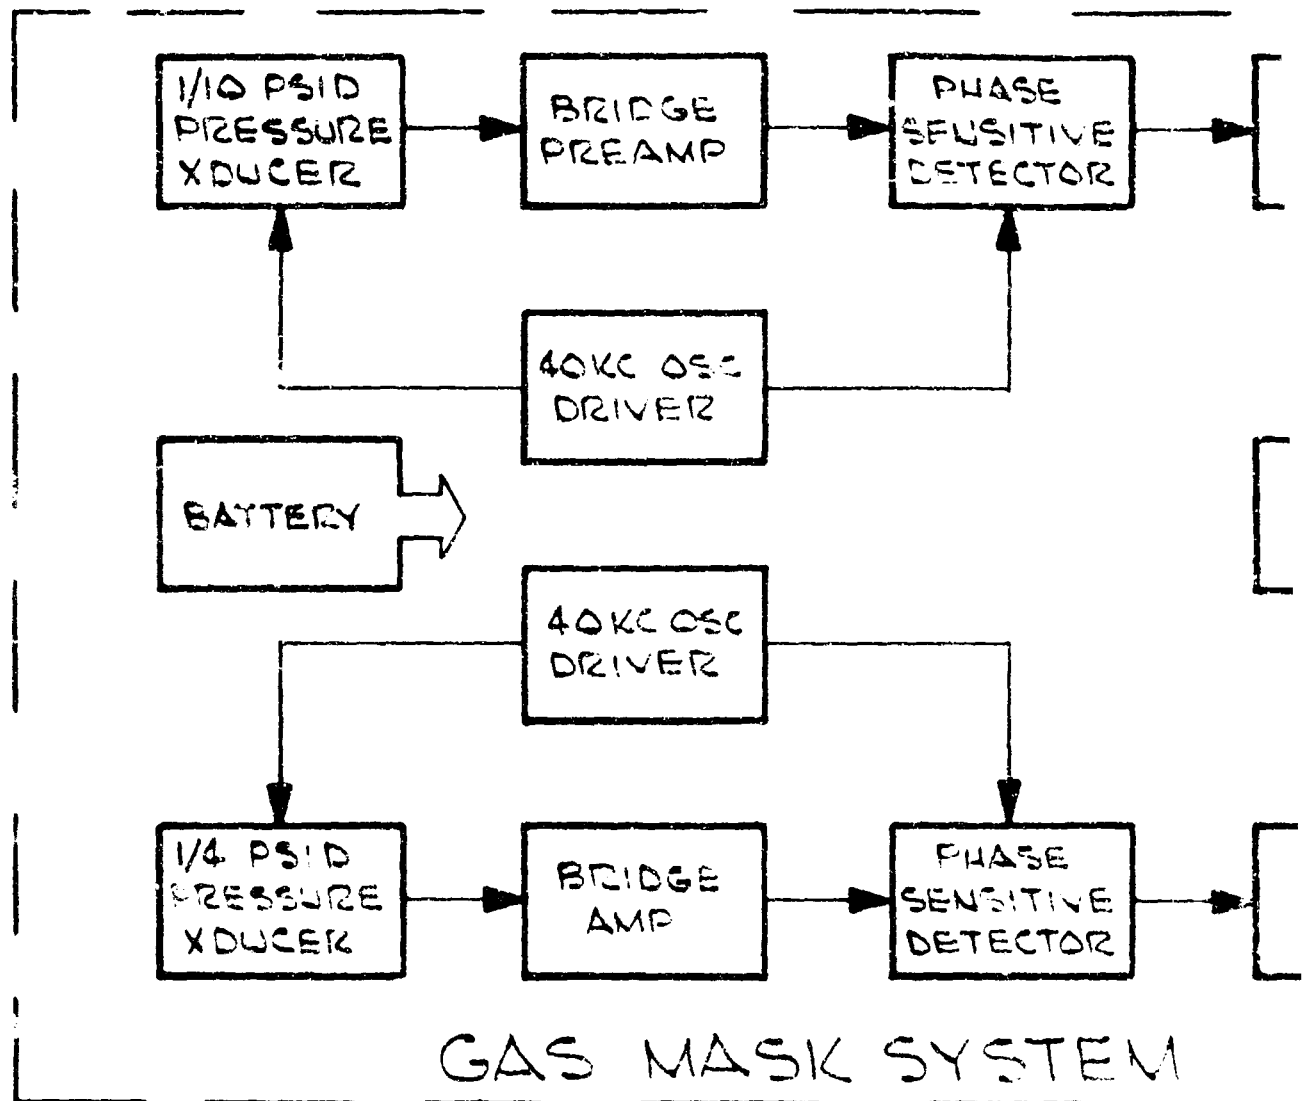 1/10 PSID
PRESSURE
XDUCER
BRIDGE
PREAMP
PHASE
SENSITIVE
DETECTOR
40KC OSC
DRIVER
BATTERY
40KC OSC
DRIVER
1/4 PSID
PRESSURE
XDUCER
BRIDGE
AMP
PHASE
SENSITIVE
DETECTOR
GAS MASK SYSTEM